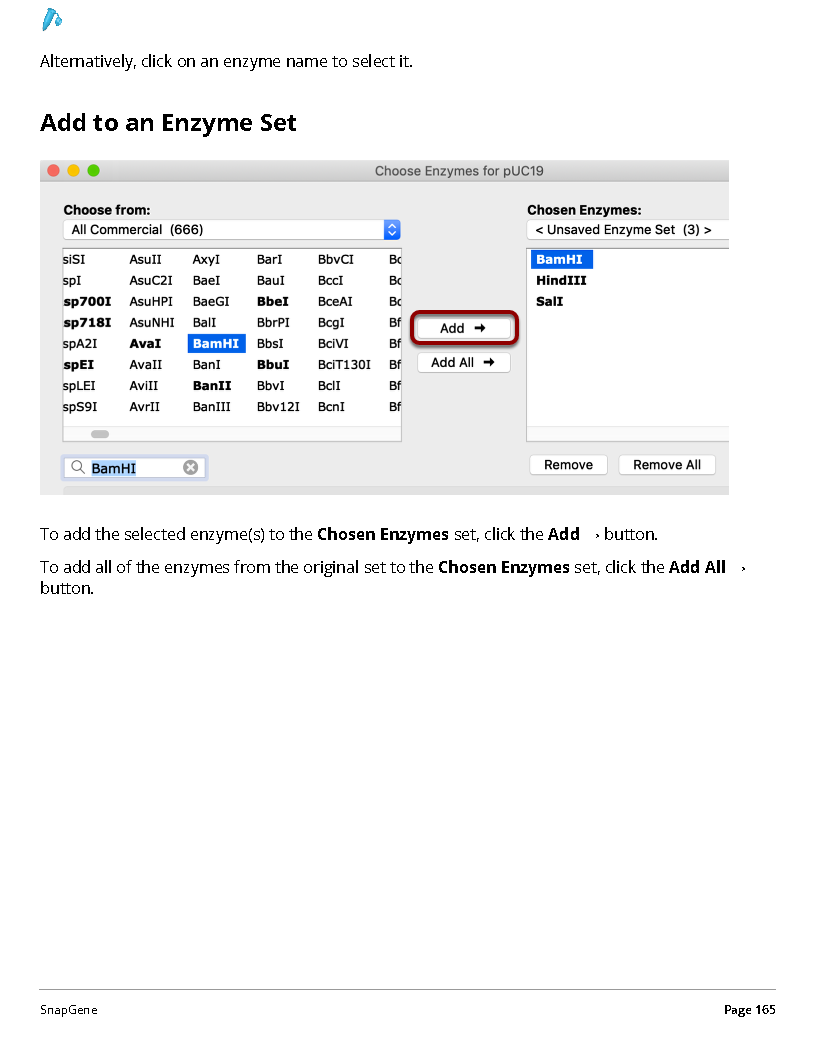 Alternatively, click on an enzyme name to select it.
Add to an Enzyme Set
Choose Enzymes for pUC19
Choose from:
All Commercial (666)
siSI AsuII AxyI BarI BbvCI Bc
spI AsuC2I BaeI BauI BccI Bc
sp700I AsuHPI BaeGI BbeI BceAI Bf
sp718I AsuNHI BalI BbrPI BcgI Bf
spA2I AvaI BamHI BbsI BciVI Bf
spEI AvaII BanI BbuI BciT130I Bf
spLEI AviII BanII BbvI BclI Bf
spS9I AvrII BanIII Bbv12I BcnI Bf
BamHI
Add →
Add All →
Chosen Enzymes:
< Unsaved Enzyme Set (3) >
BamHI
HindIII
SalI
Remove Remove All
To add the selected enzyme(s) to the Chosen Enzymes set, click the Add → button.
To add all of the enzymes from the original set to the Chosen Enzymes set, click the Add All →
button.
SnapGene Page 165